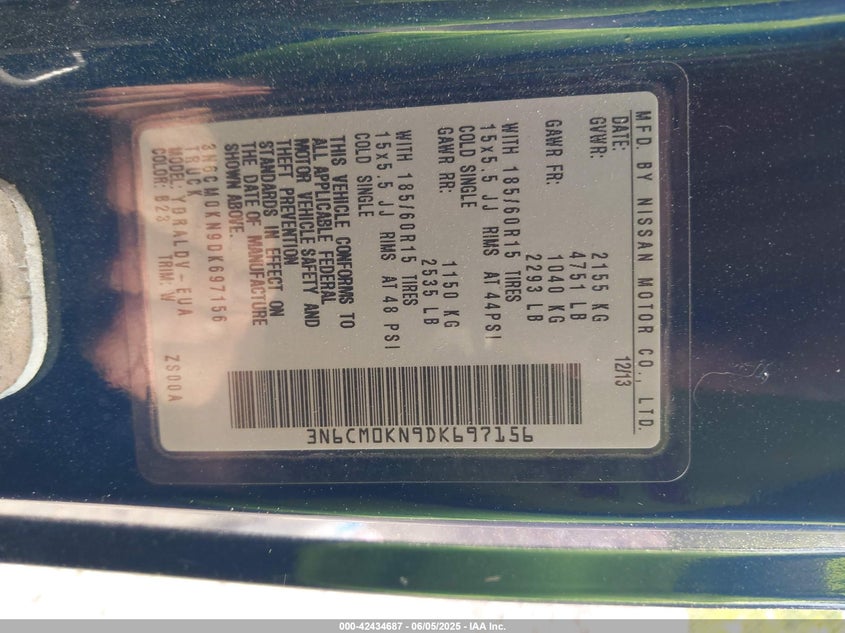 MFD. BY NISSAN MOTOR CO., LTD.
DATE: 12/13
GVWR: 2155 KG
4751 LB
GAWR FR: 1040 KG
2293 LB
WITH 185/60R15 TIRES
15x5.5 JJ RIMS AT 44PSI
COLD SINGLE
GAWR RR: 1150 KG
2535 LB
WITH 185/60R15 TIRES
15x5.5 JJ RIMS AT 48 PSI
COLD SINGLE
THIS VEHICLE CONFORMS TO
ALL APPLICABLE FEDERAL
MOTOR VEHICLE SAFETY AND
THEFT PREVENTION
STANDARDS IN EFFECT ON
THE DATE OF MANUFACTURE
SHOWN ABOVE.
3N6CM0KN9DK697156
TRUCK
MODEL: YDRALDV-EUA
COLOR: B23 TRIM: W ZS00A
3N6CM0KN9DK697156
000-42434687 - 06/05/2025 - IAA Inc.